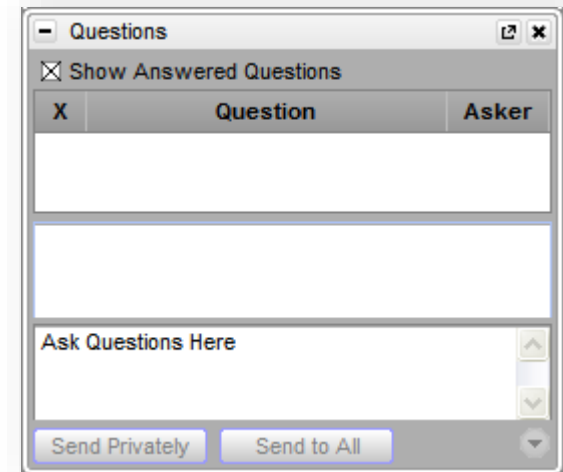 Questions
Show Answered Questions
X Question Asker
Ask Questions Here
Send Privately Send to All